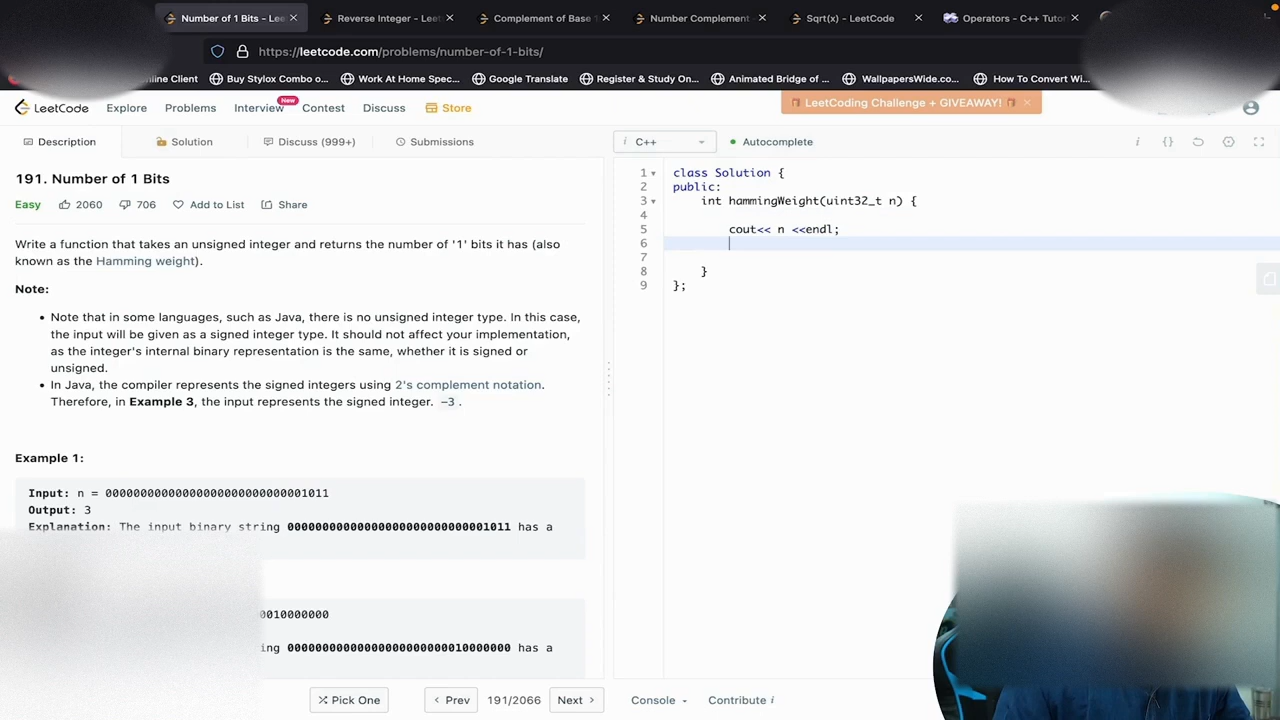 Number of 1 Bits - Lee
Reverse Integer - Leet
Complement of Base
Number Complement
Sqrt(x) — LeetCode
Operators - C++ Tutor
https://leetcode.com/problems/number-of-1-bits/
nline Client
Buy Stylox Combo o...
Work At Home Spec...
Google Translate
Register & Study On...
Animated Bridge of ...
WallpapersWide.co...
How To Convert Wi...
LeetCode
Explore
Problems
Interview
New
Contest
Discuss
Store
LeetCoding Challenge + GIVEAWAY!
Description
Solution
Discuss (999+)
Submissions
i C++
Autocomplete
191. Number of 1 Bits
Easy
2060
706
Add to List
Share
Write a function that takes an unsigned integer and returns the number of '1' bits it has (also
known as the Hamming weight).
Note:
• Note that in some languages, such as Java, there is no unsigned integer type. In this case,
the input will be given as a signed integer type. It should not affect your implementation,
as the integer's internal binary representation is the same, whether it is signed or
unsigned.
• In Java, the compiler represents the signed integers using 2's complement notation.
Therefore, in Example 3, the input represents the signed integer. -3 .
Example 1:
Input: n = 00000000000000000000000000001011
Output: 3
Explanation: The input binary string 00000000000000000000000000001011 has a
0010000000
ing 00000000000000000000000010000000 has a
1 class Solution {
2 public:
3 int hammingWeight(uint32_t n) {
4
5 cout<< n <<endl;
6
7
8 }
9 };
Pick One
< Prev
191/2066
Next >
Console
Contribute i